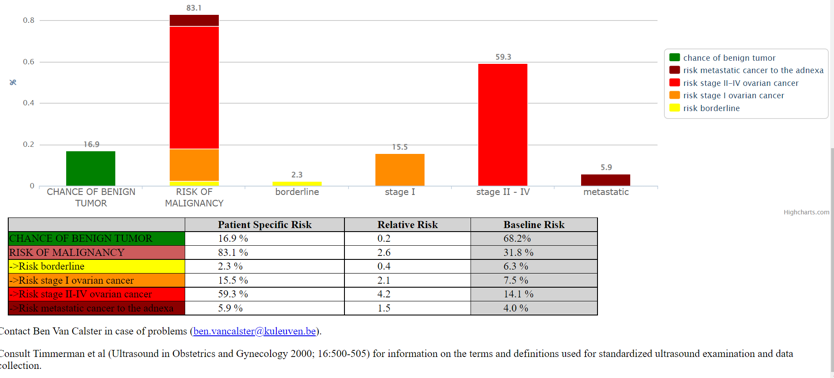 83.1
0.8
0.6
%
0.4
0.2
0
16.9
2.3
15.5
59.3
5.9
CHANCE OF BENIGN
TUMOR
RISK OF
MALIGNANCY
borderline
stage I
stage II - IV
metastatic
chance of benign tumor
risk metastatic cancer to the adnexa
risk stage II-IV ovarian cancer
risk stage I ovarian cancer
risk borderline
Highcharts.com
Patient Specific Risk Relative Risk Baseline Risk
CHANCE OF BENIGN TUMOR 16.9 % 0.2 68.2%
RISK OF MALIGNANCY 83.1 % 2.6 31.8 %
->Risk borderline 2.3 % 0.4 6.3 %
->Risk stage I ovarian cancer 15.5 % 2.1 7.5 %
->Risk stage II-IV ovarian cancer 59.3 % 4.2 14.1 %
->Risk metastatic cancer to the adnexa 5.9 % 1.5 4.0 %
Contact Ben Van Calster in case of problems (ben.vancalster@kuleuven.be).
Consult Timmerman et al (Ultrasound in Obstetrics and Gynecology 2000; 16:500-505) for information on the terms and definitions used for standardized ultrasound examination and data
collection.